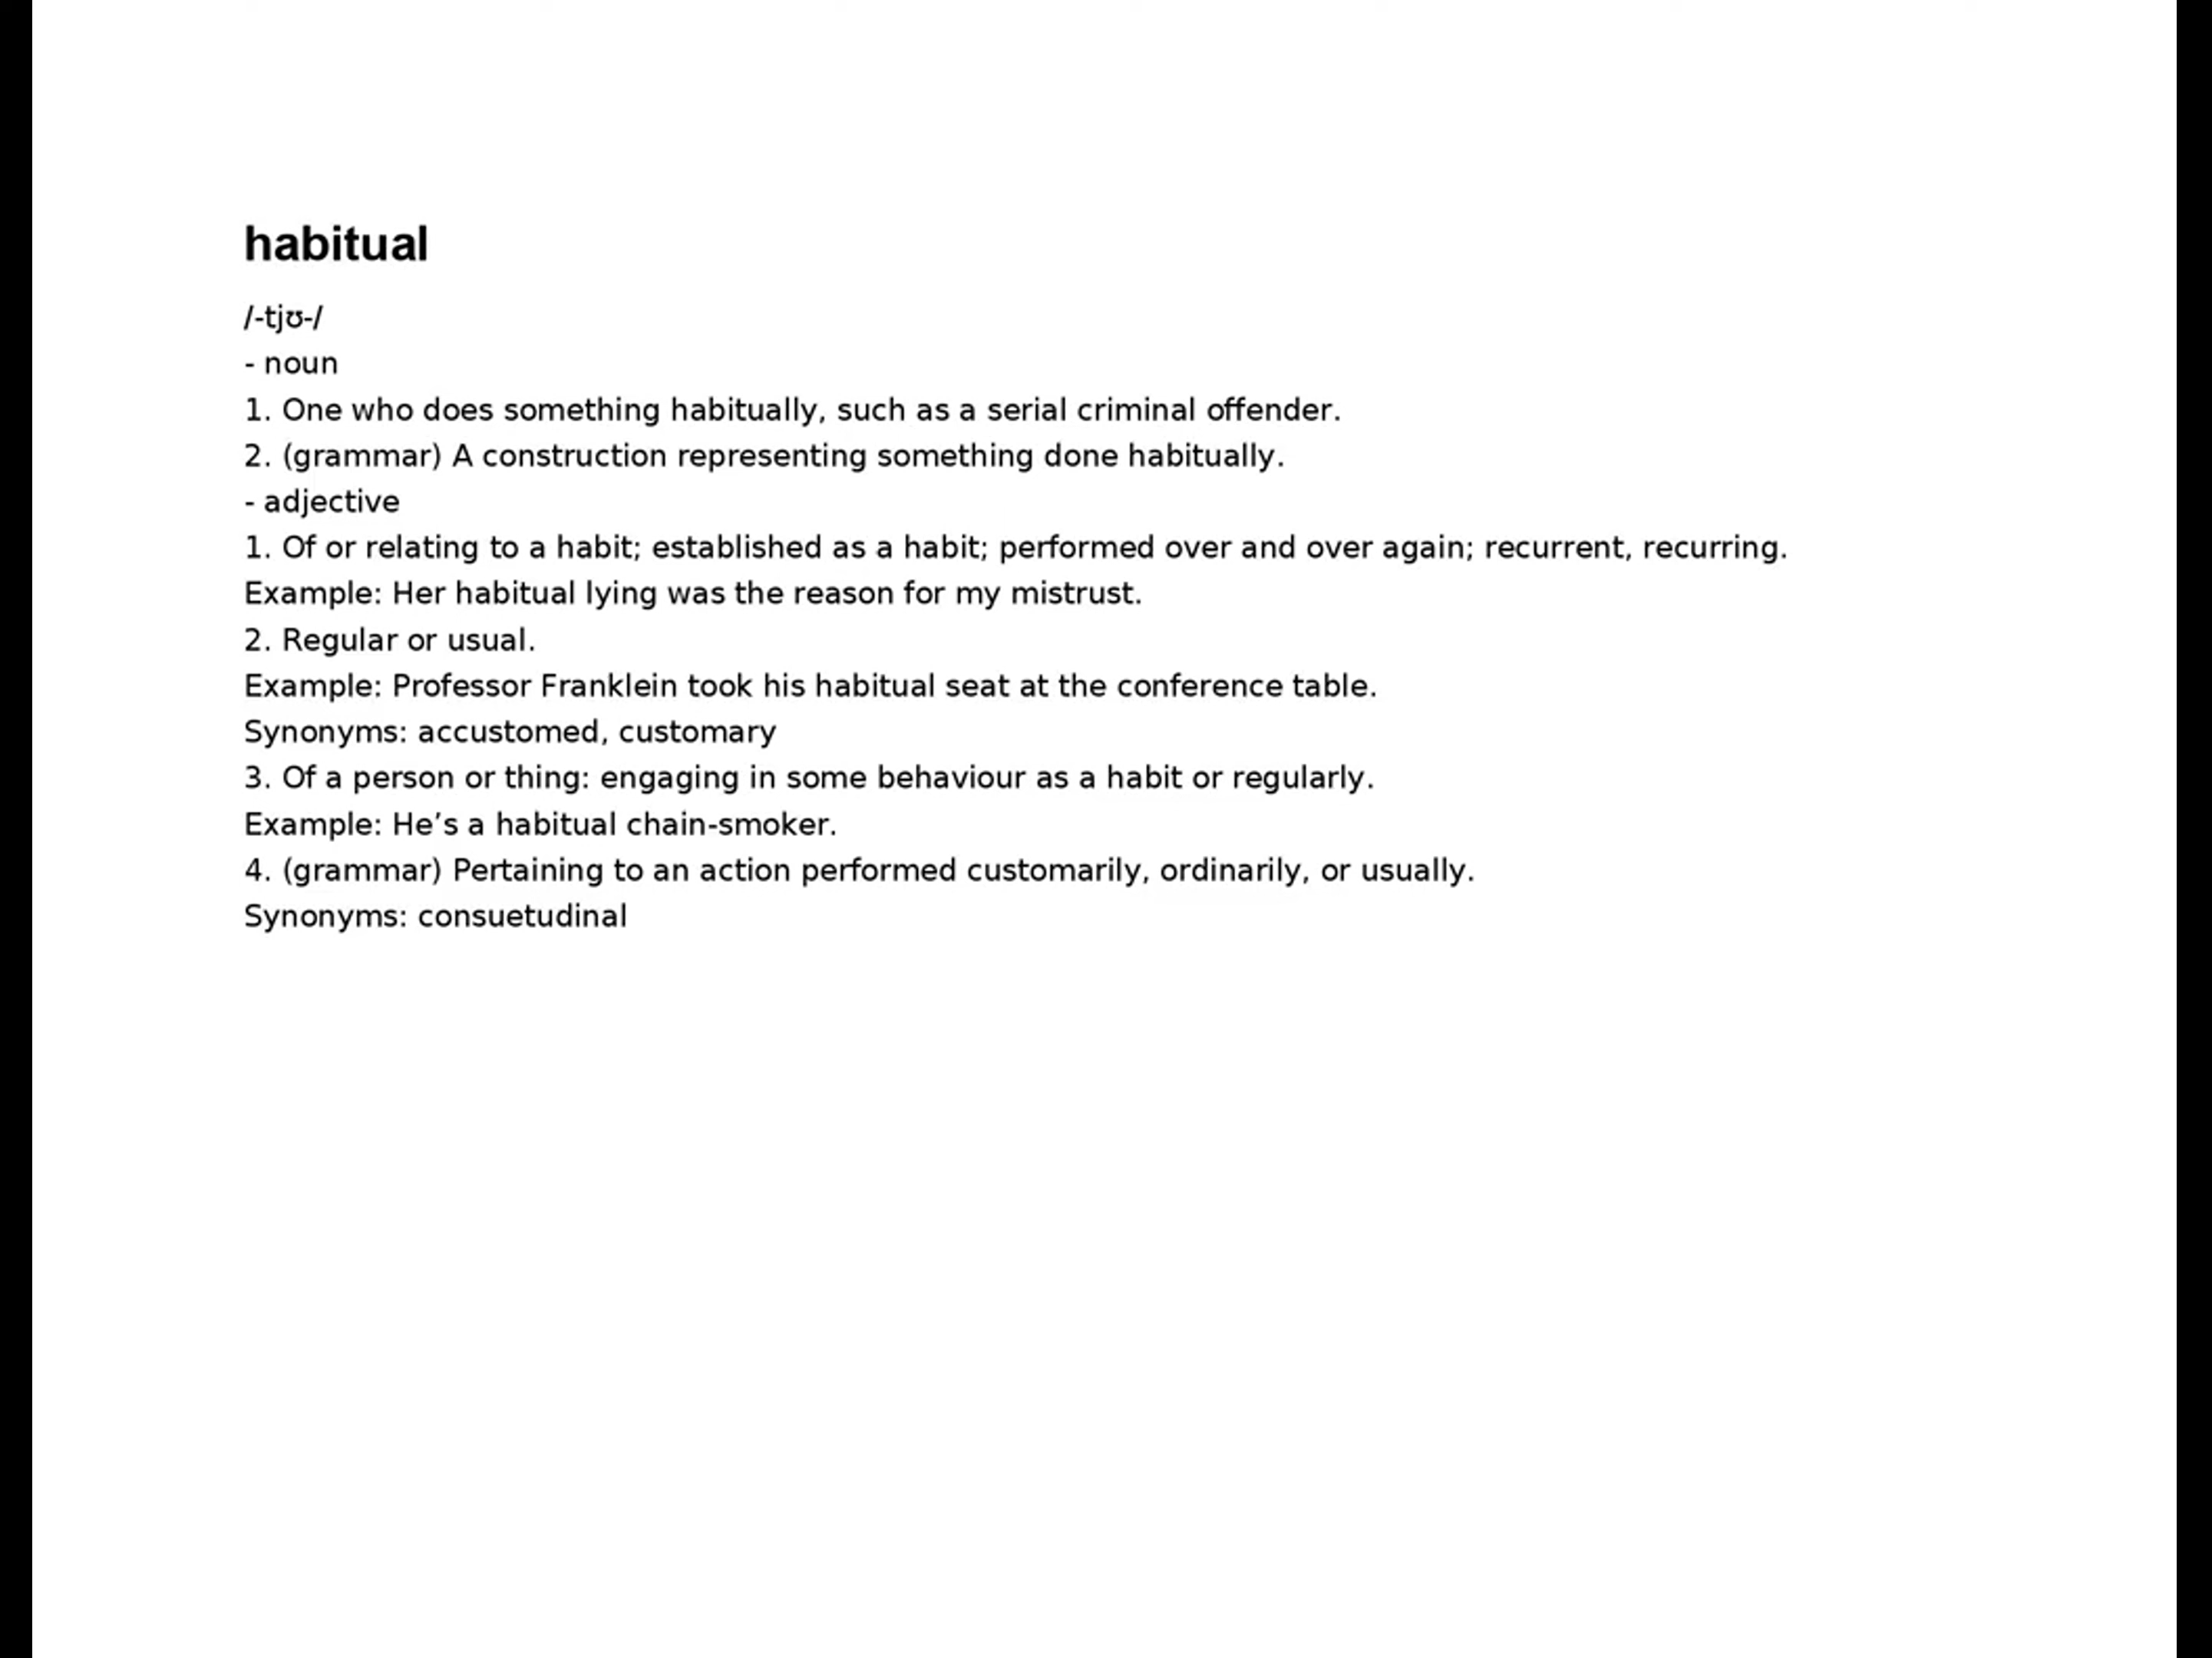 habitual
/-tjʊ-/
- noun
1. One who does something habitually, such as a serial criminal offender.
2. (grammar) A construction representing something done habitually.
- adjective
1. Of or relating to a habit; established as a habit; performed over and over again; recurrent, recurring.
Example: Her habitual lying was the reason for my mistrust.
2. Regular or usual.
Example: Professor Franklein took his habitual seat at the conference table.
Synonyms: accustomed, customary
3. Of a person or thing: engaging in some behaviour as a habit or regularly.
Example: He’s a habitual chain-smoker.
4. (grammar) Pertaining to an action performed customarily, ordinarily, or usually.
Synonyms: consuetudinal